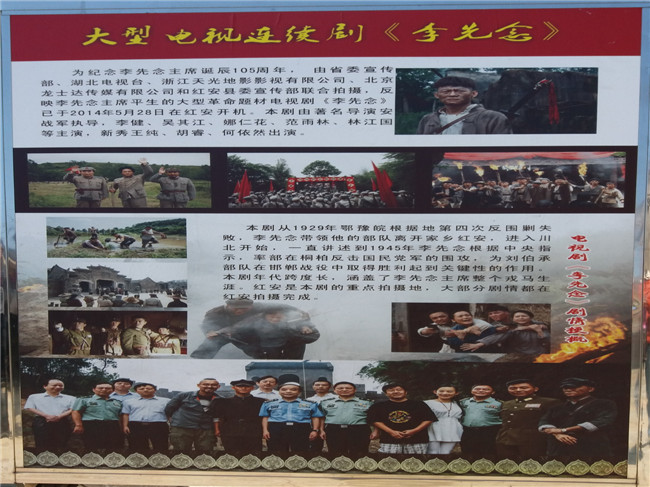 大型电视连续剧《李先念》
为纪念李先念主席诞辰105周年，由省委宣传
部、湖北电视台、浙江天光地影影视有限公司、北京
龙士达传媒有限公司和红安县委宣传部联合拍摄，反
映李先念主席平生的大型革命题材电视剧《李先念》
已于2014年5月28日在红安开机。本剧由著名导演安
战军执导，李健、吴其江、娜仁花、范雨林、林江国
等主演，新秀王纯、胡睿、何依然出演。
本剧从1929年鄂豫皖根据地第四次反围剿失
败，李先念带领他的部队离开家乡红安，进入川
北开始，一直讲述到1945年李先念根据中央指
示，率部在桐柏反击国民党军的围攻，为刘伯承
部队在邯郸战役中取得胜利起到关健性的作用。
本剧年代跨度长，涵盖了李先念主席整个戎马生
涯。红安是本剧的重点拍摄地，大部分剧情都在
红安拍摄完成。
电视剧《李先念》剧情梗概